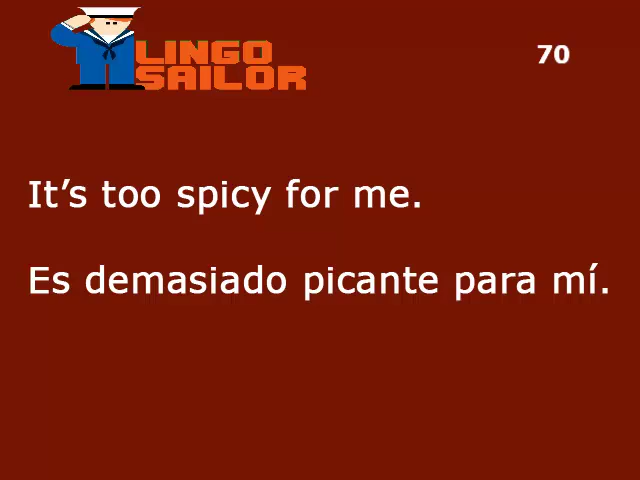 LINGO
SAILOR
70
It’s too spicy for me.
Es demasiado picante para mí.